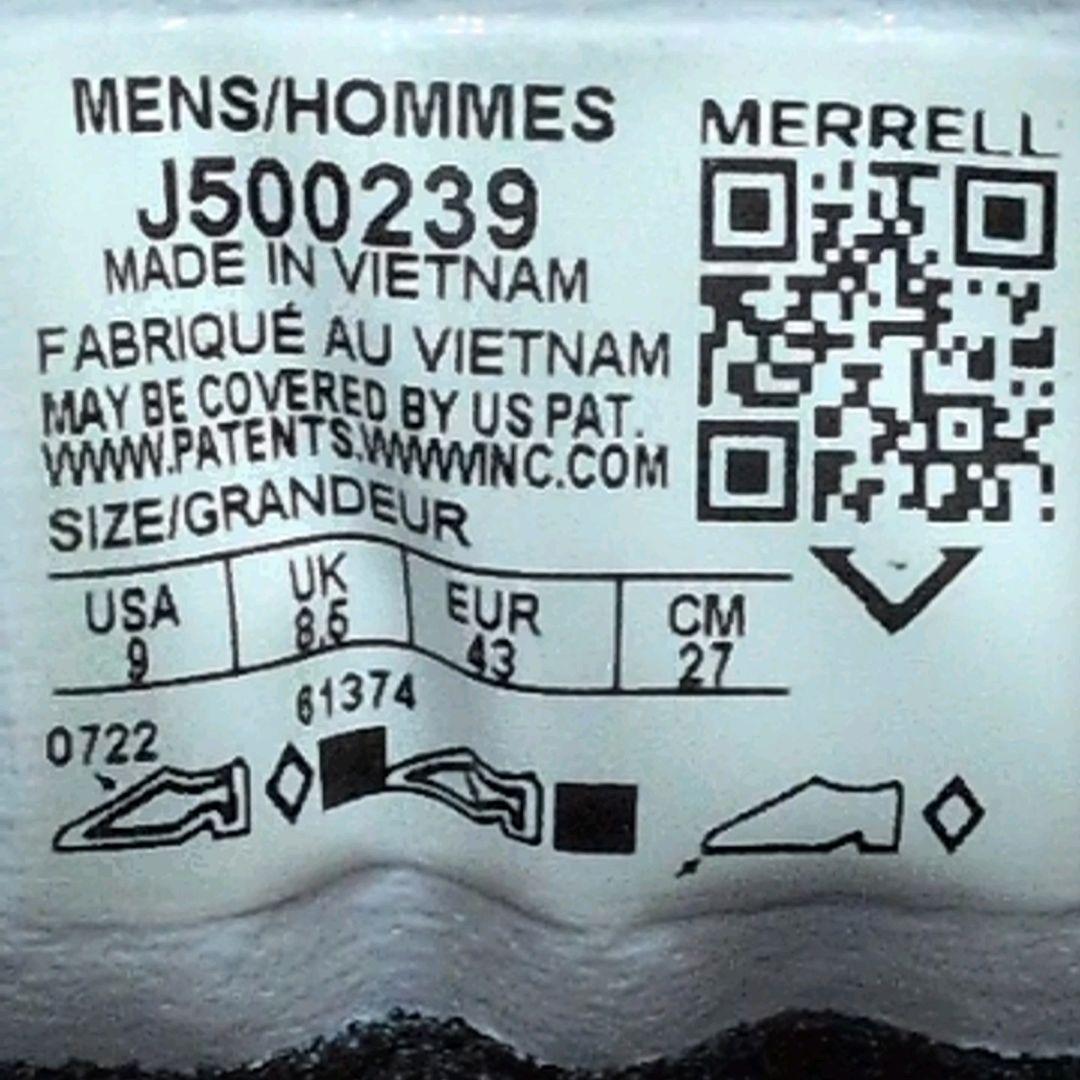 MENS/HOMMES
J500239
MADE IN VIETNAM
FABRIQUÉ AU VIETNAM
MAY BE COVERED BY US PAT.
WWW.PATENTS.WWWINC.COM
SIZE/GRANDEUR
USA UK EUR CM
9 8.5 43 27
61374
0722
MERRELL